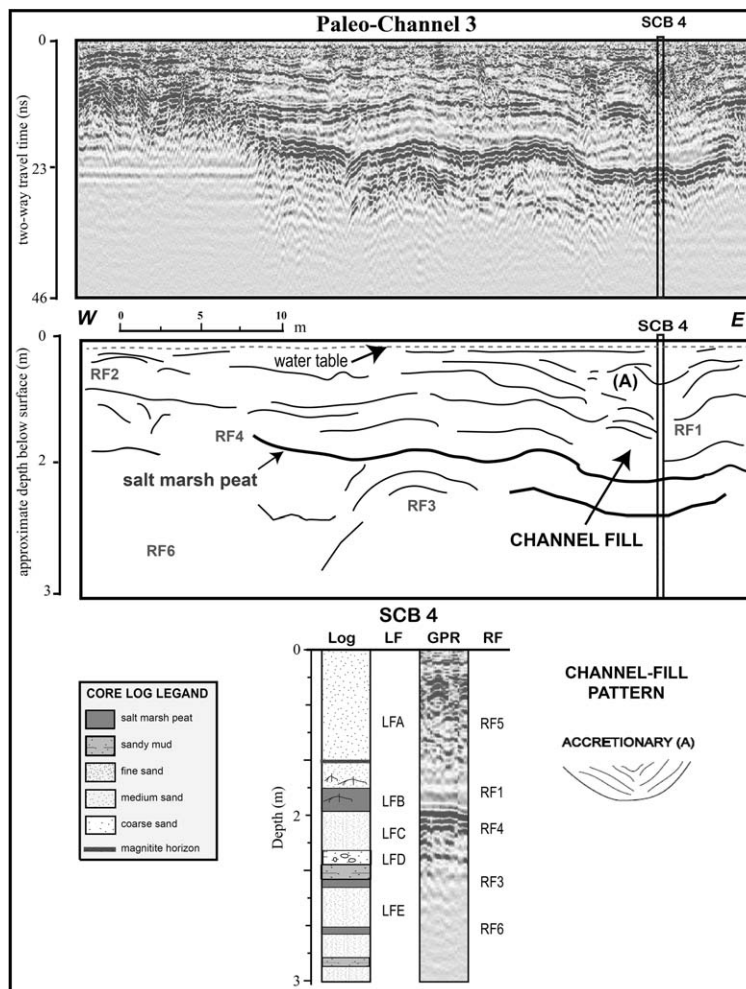 Paleo-Channel 3
SCB 4
0
23
46
two-way travel time (ns)
W
0 5 10
m
E
SCB 4
0
2
3
approximate depth below surface (m)
water table
RF2
(A)
RF4
RF1
salt marsh peat
RF3
CHANNEL FILL
RF6
SCB 4
Log LF GPR RF
0
2
3
Depth (m)
LFA
LFB
LFC
LFD
LFE
RF5
RF1
RF4
RF3
RF6
CORE LOG LEGAND
salt marsh peat
sandy mud
fine sand
medium sand
coarse sand
magnitite horizon
CHANNEL-FILL
PATTERN
ACCRETIONARY (A)